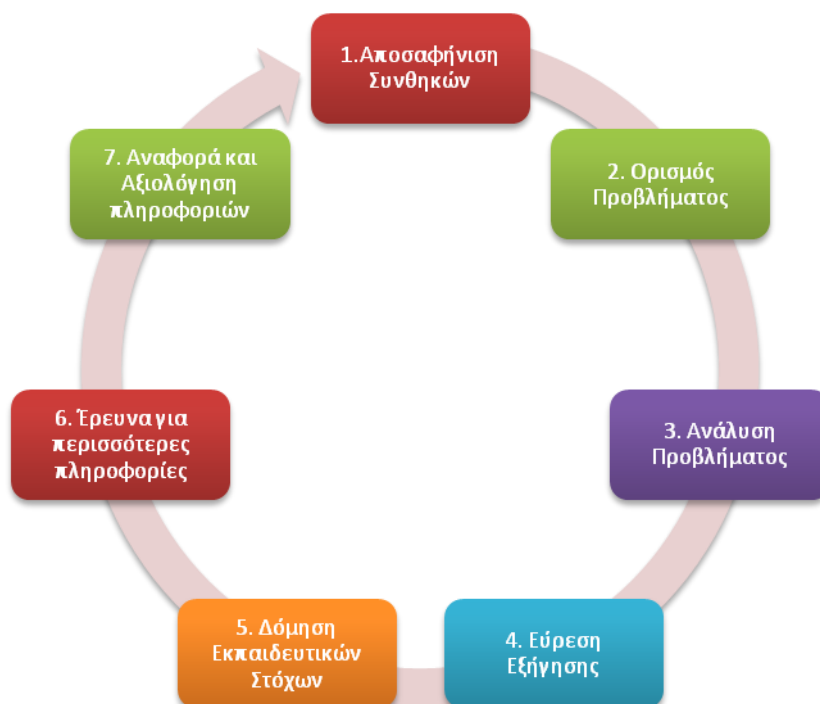 1.Αποσαφήνιση
Συνθηκών
2. Ορισμός
Προβλήματος
3. Ανάλυση
Προβλήματος
4. Εύρεση
Εξήγησης
5. Δόμηση
Εκπαιδευτικών
Στόχων
6. Έρευνα για
περισσότερες
πληροφορίες
7. Αναφορά και
Αξιολόγηση
πληροφοριών